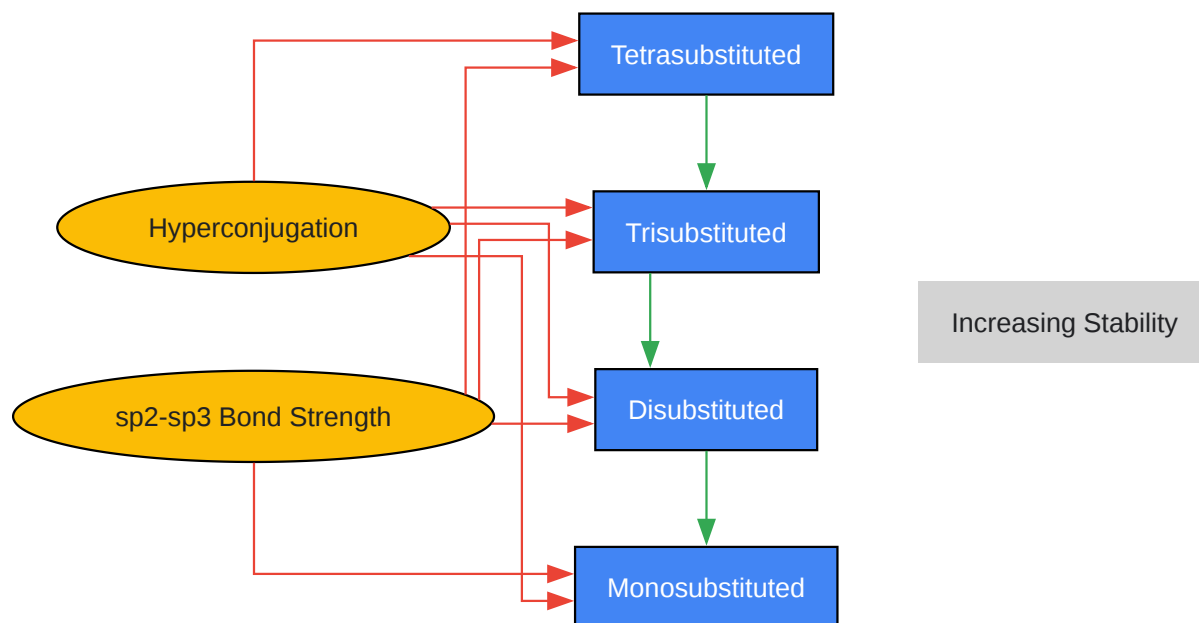 Tetrasubstituted
Hyperconjugation
Trisubstituted
Increasing Stability
sp2-sp3 Bond Strength
Disubstituted
Monosubstituted